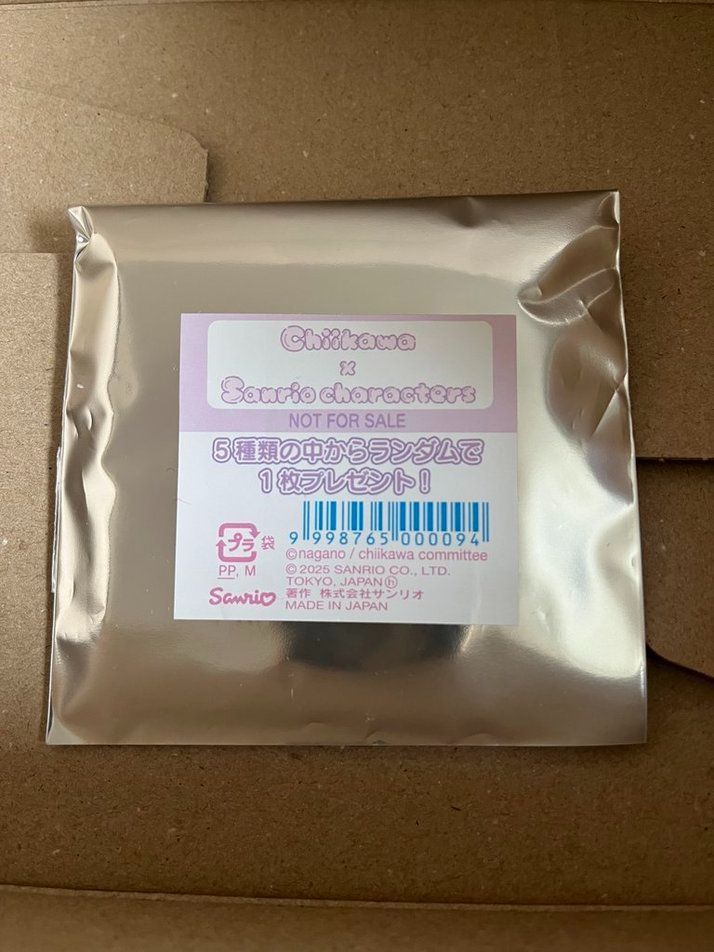 Chiikawa
x
Sanrio characters
NOT FOR SALE
5種類の中からランダムで
1枚プレゼント!
プラ 袋
PP, M
9 998765 000094
©nagano / chiikawa committee
© 2025 SANRIO CO., LTD.
TOKYO, JAPAN ⓗ
Sanrio
著作 株式会社サンリオ
MADE IN JAPAN